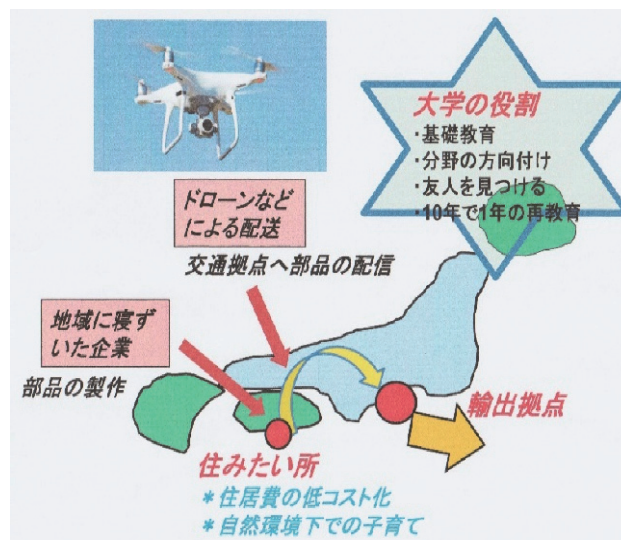 大学の役割
・基礎教育
・分野の方向付け
・友人を見つける
・10年で1年の再教育
ドローンなど
による配送
交通拠点へ部品の配信
地域に寝ず
いた企業
部品の製作
輸出拠点
住みたい所
＊住居費の低コスト化
＊自然環境下での子育て